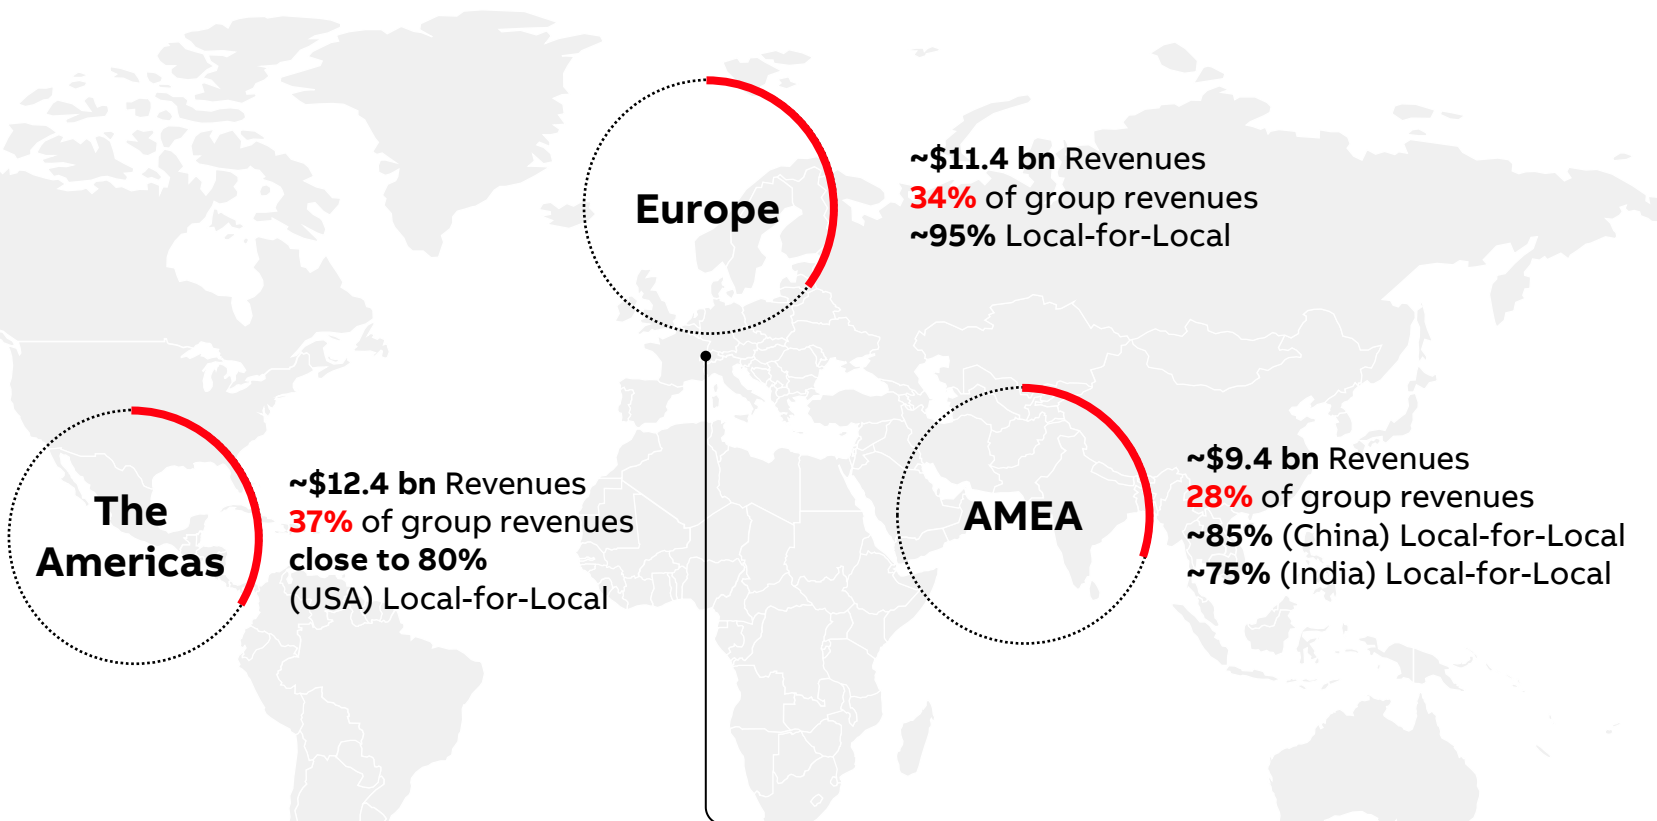 Europe
~$11.4 bn Revenues
34% of group revenues
~95% Local-for-Local
The
Americas
~$12.4 bn Revenues
37% of group revenues
close to 80%
(USA) Local-for-Local
AMEA
~$9.4 bn Revenues
28% of group revenues
~85% (China) Local-for-Local
~75% (India) Local-for-Local